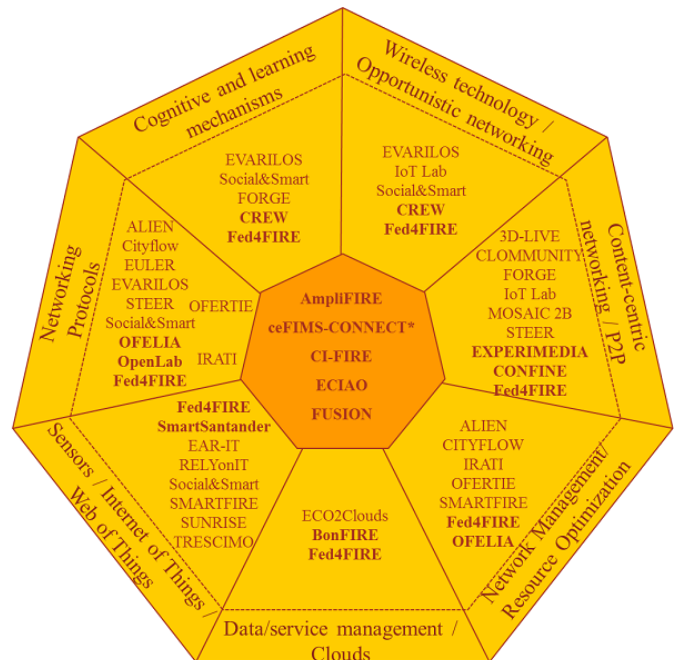 Cognitive and learning
mechanisms
EVARILOS
Social&Smart
FORGE
CREW
Fed4FIRE
Wireless technology /
Opportunistic networking
EVARILOS
IoT Lab
Social&Smart
CREW
Fed4FIRE
Content-centric
networking / P2P
3D-LIVE
CLOMMUNITY
FORGE
IoT Lab
MOSAIC 2B
STEER
EXPERIMEDIA
CONFINE
Fed4FIRE
Network Management/
Resource Optimization
ALIEN
CITYFLOW
IRATI
OFERTIE
SMARTFIRE
Fed4FIRE
OFELIA
Data/service management /
Clouds
ECO2Clouds
BonFIRE
Fed4FIRE
Sensors / Internet of Things /
Web of Things
Fed4FIRE
SmartSantander
EAR-IT
RELYonIT
Social&Smart
SMARTFIRE
SUNRISE
TRESCIMO
Networking
Protocols
ALIEN
Cityflow
EULER
EVARILOS
STEER
Social&Smart
OFELIA
OpenLab
Fed4FIRE
OFERTIE
IRATI
AmpliFIRE
ceFIMS-CONNECT*
CI-FIRE
ECIAO
FUSION